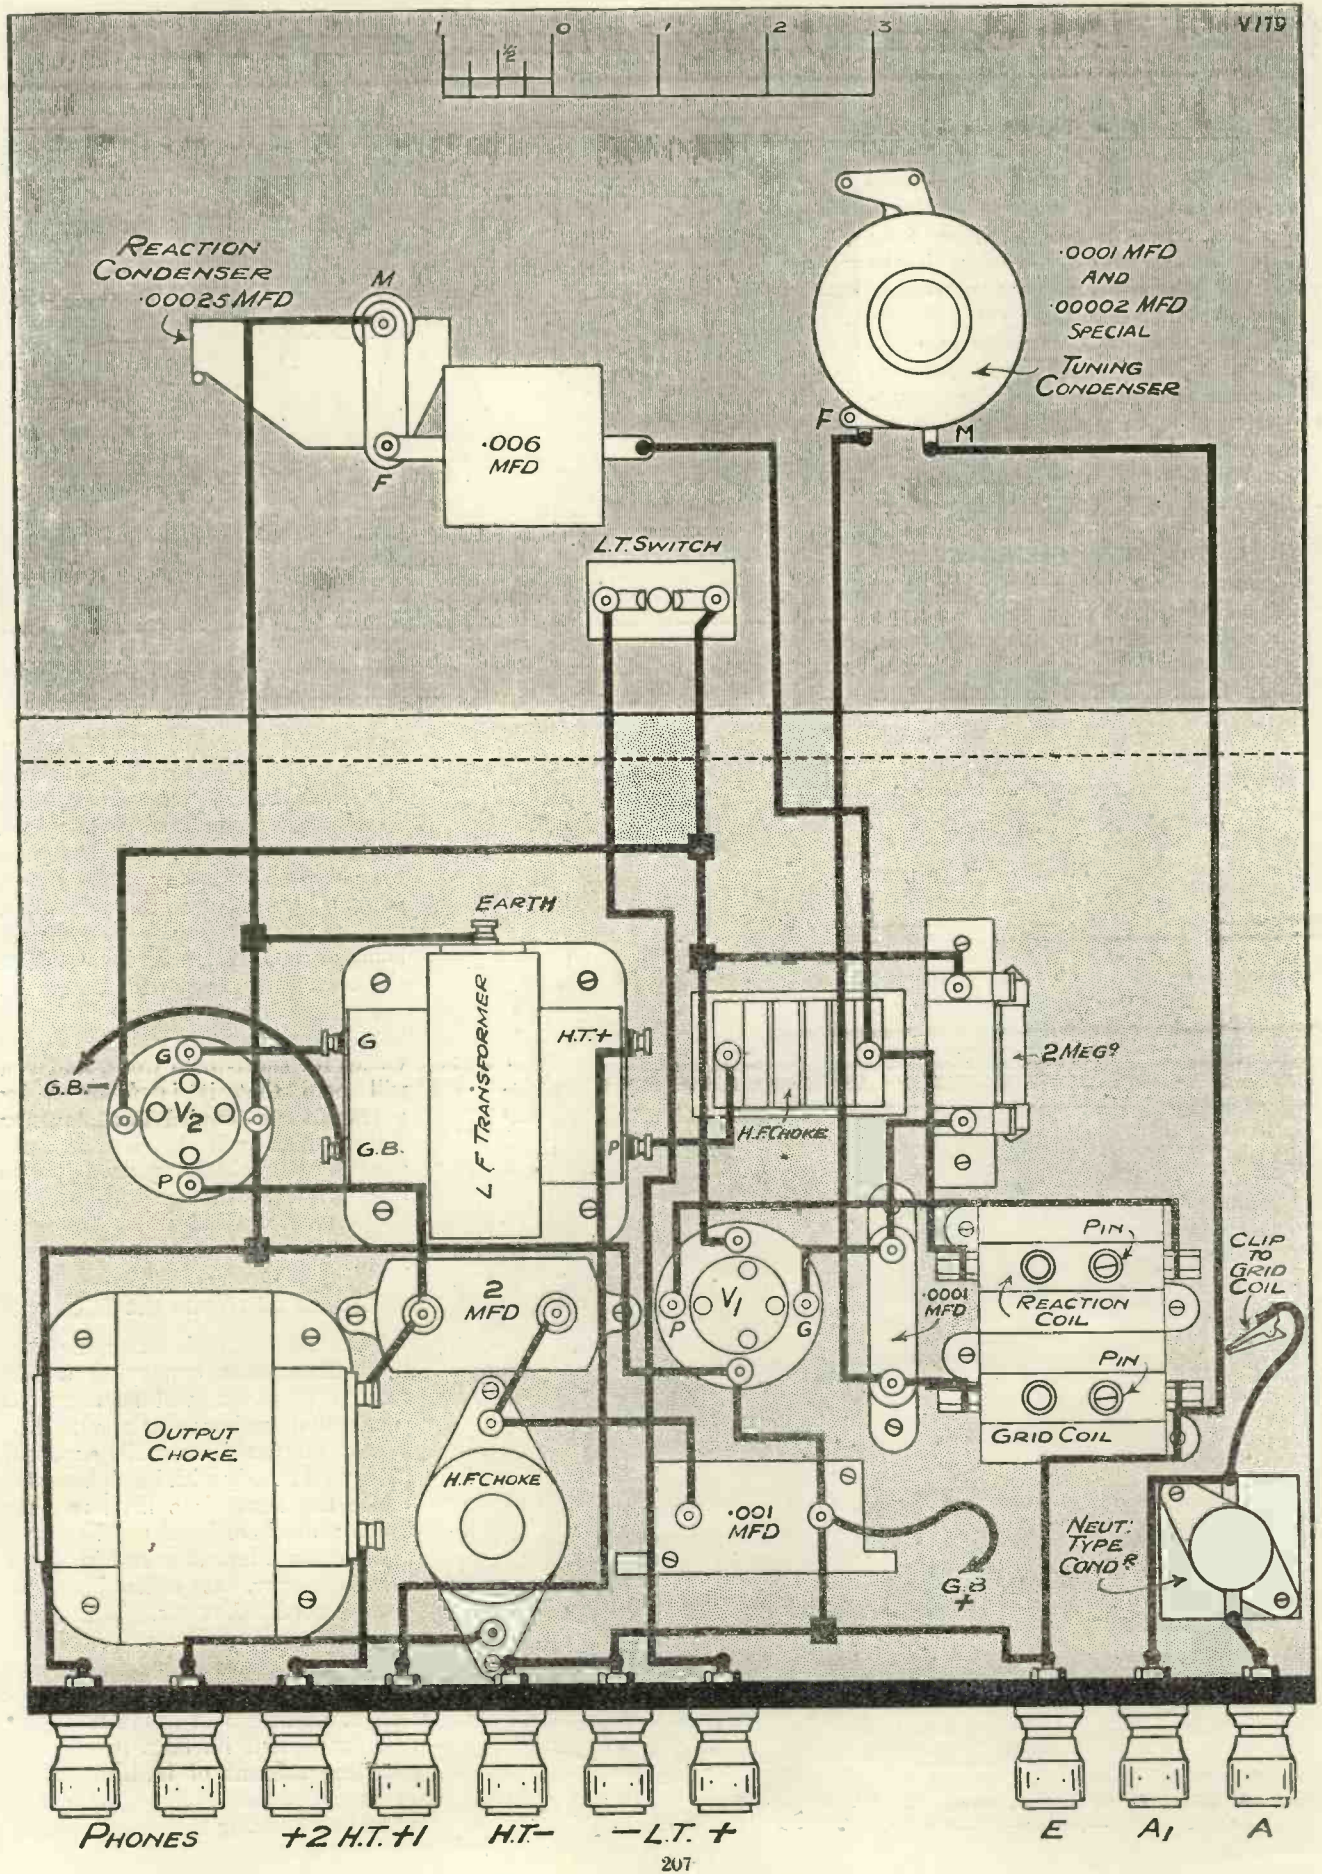 1 ½ 0 1 2 3
V179
REACTION
CONDENSER
.00025 MFD
M
F
.006
MFD
.0001 MFD
AND
.00002 MFD
SPECIAL
TUNING
CONDENSER
F
M
L.T. SWITCH
EARTH
G
G.B.–
V2
P
G
G.B.
L F TRANSFORMER
H.T.+
P
H.F. CHOKE
2 MEGΩ
2
MFD
V1
P
G
.0001
MFD
PIN
REACTION
COIL
PIN
GRID COIL
CLIP
TO
GRID
COIL
OUTPUT
CHOKE
H.F. CHOKE
.001
MFD
G.B
+
NEUT:
TYPE
CONDR
PHONES +2 H.T. +1 H.T– – L.T. + E A1 A
207